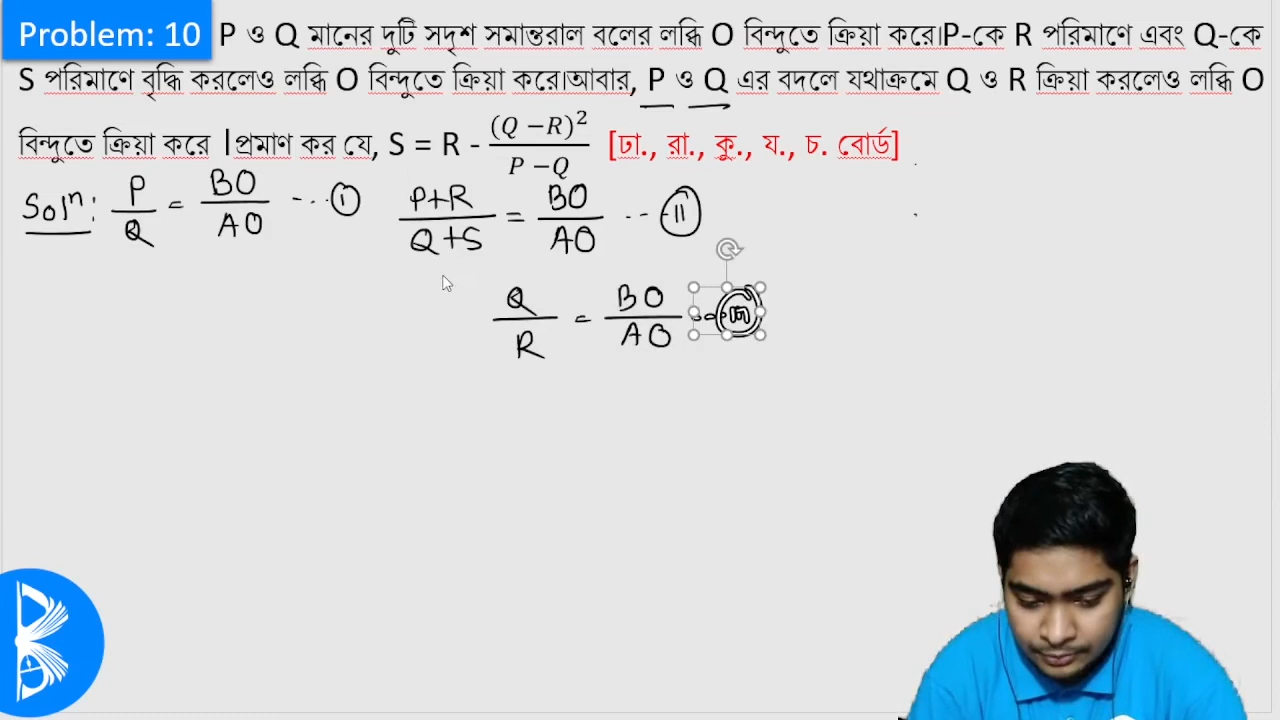 Problem: 10 P ও Q মানের দুটি সদৃশ সমান্তরাল বলের লব্ধি O বিন্দুতে ক্রিয়া করে।P-কে R পরিমাণে এবং Q-কে
S পরিমাণে বৃদ্ধি করলেও লব্ধি O বিন্দুতে ক্রিয়া করে।আবার, P ও Q এর বদলে যথাক্রমে Q ও R ক্রিয়া করলেও লব্ধি O
বিন্দুতে ক্রিয়া করে ।প্রমাণ কর যে, S = R - (Q − R)² / (P − Q) [ঢা., রা., কু., য., চ. বোর্ড]
Solⁿ: P/Q = BO/AO --- (i) (P+R)/(Q+S) = BO/AO --- (ii)
Q/R = BO/AO --- (iii)